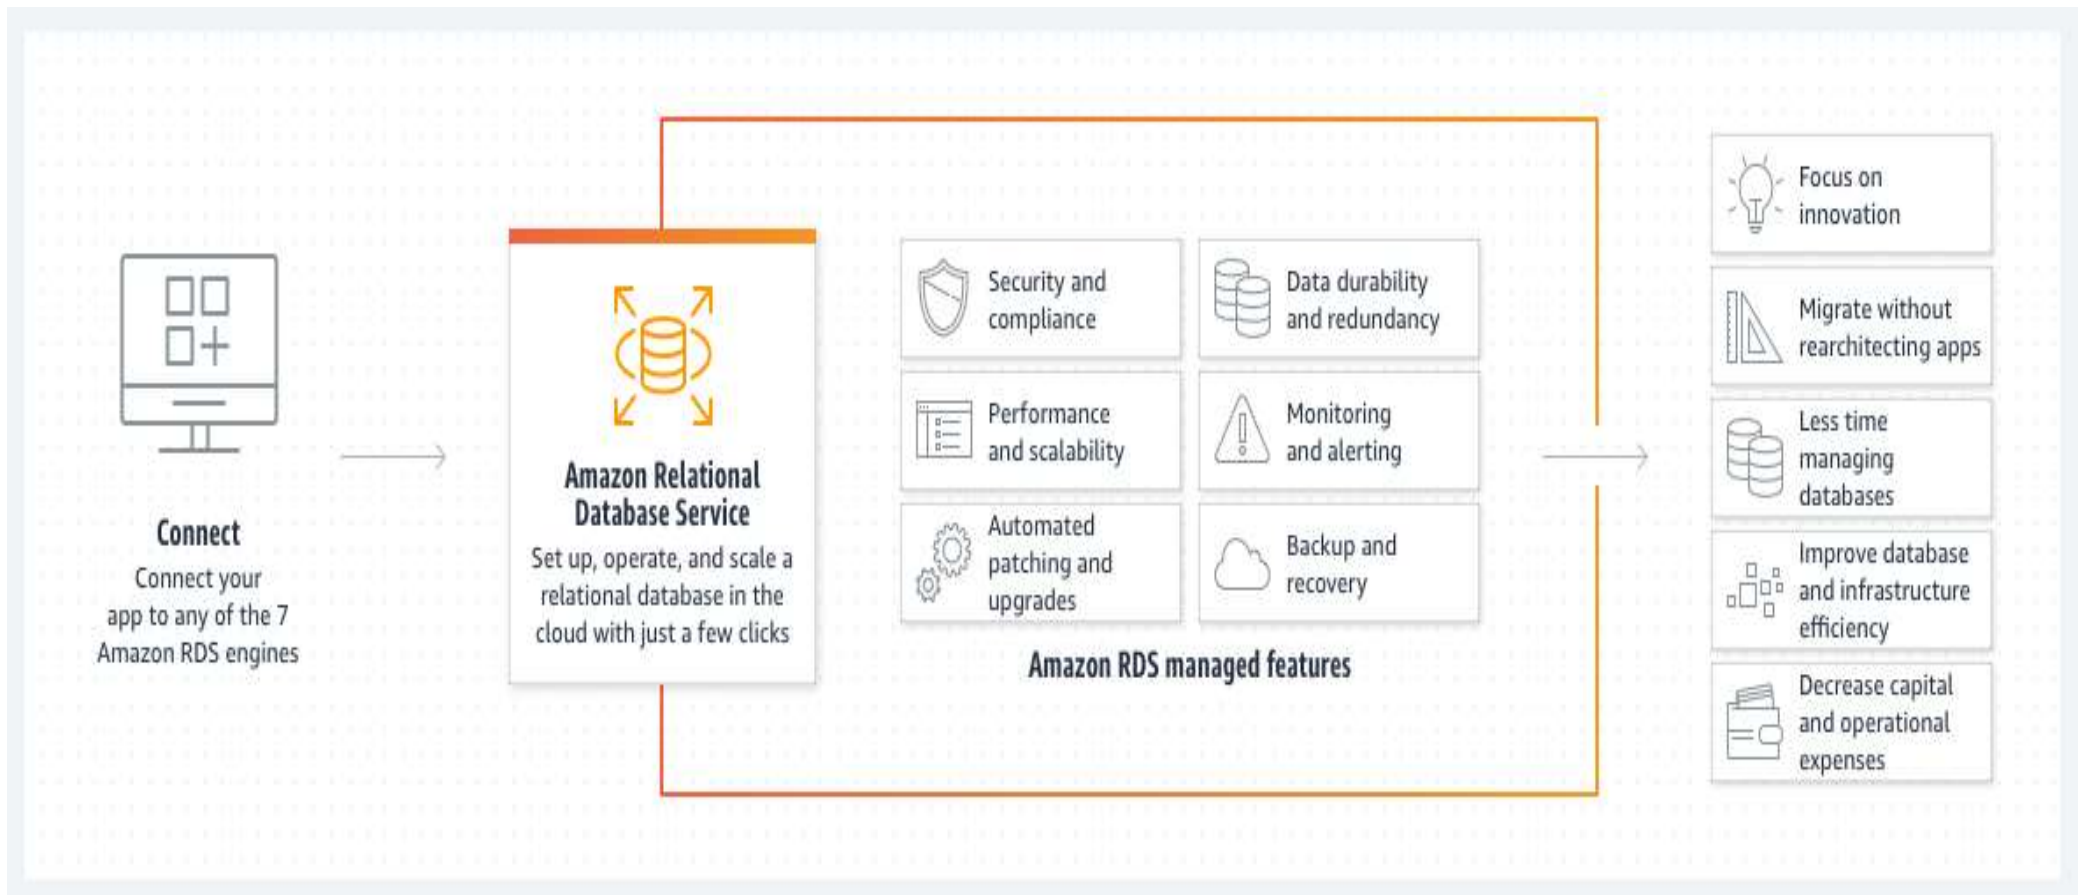 Connect
Connect your
app to any of the 7
Amazon RDS engines
Amazon Relational
Database Service
Set up, operate, and scale a
relational database in the
cloud with just a few clicks
Security and
compliance
Data durability
and redundancy
Performance
and scalability
Monitoring
and alerting
Automated
patching and
upgrades
Backup and
recovery
Amazon RDS managed features
Focus on
innovation
Migrate without
rearchitecting apps
Less time
managing
databases
Improve database
and infrastructure
efficiency
Decrease capital
and operational
expenses